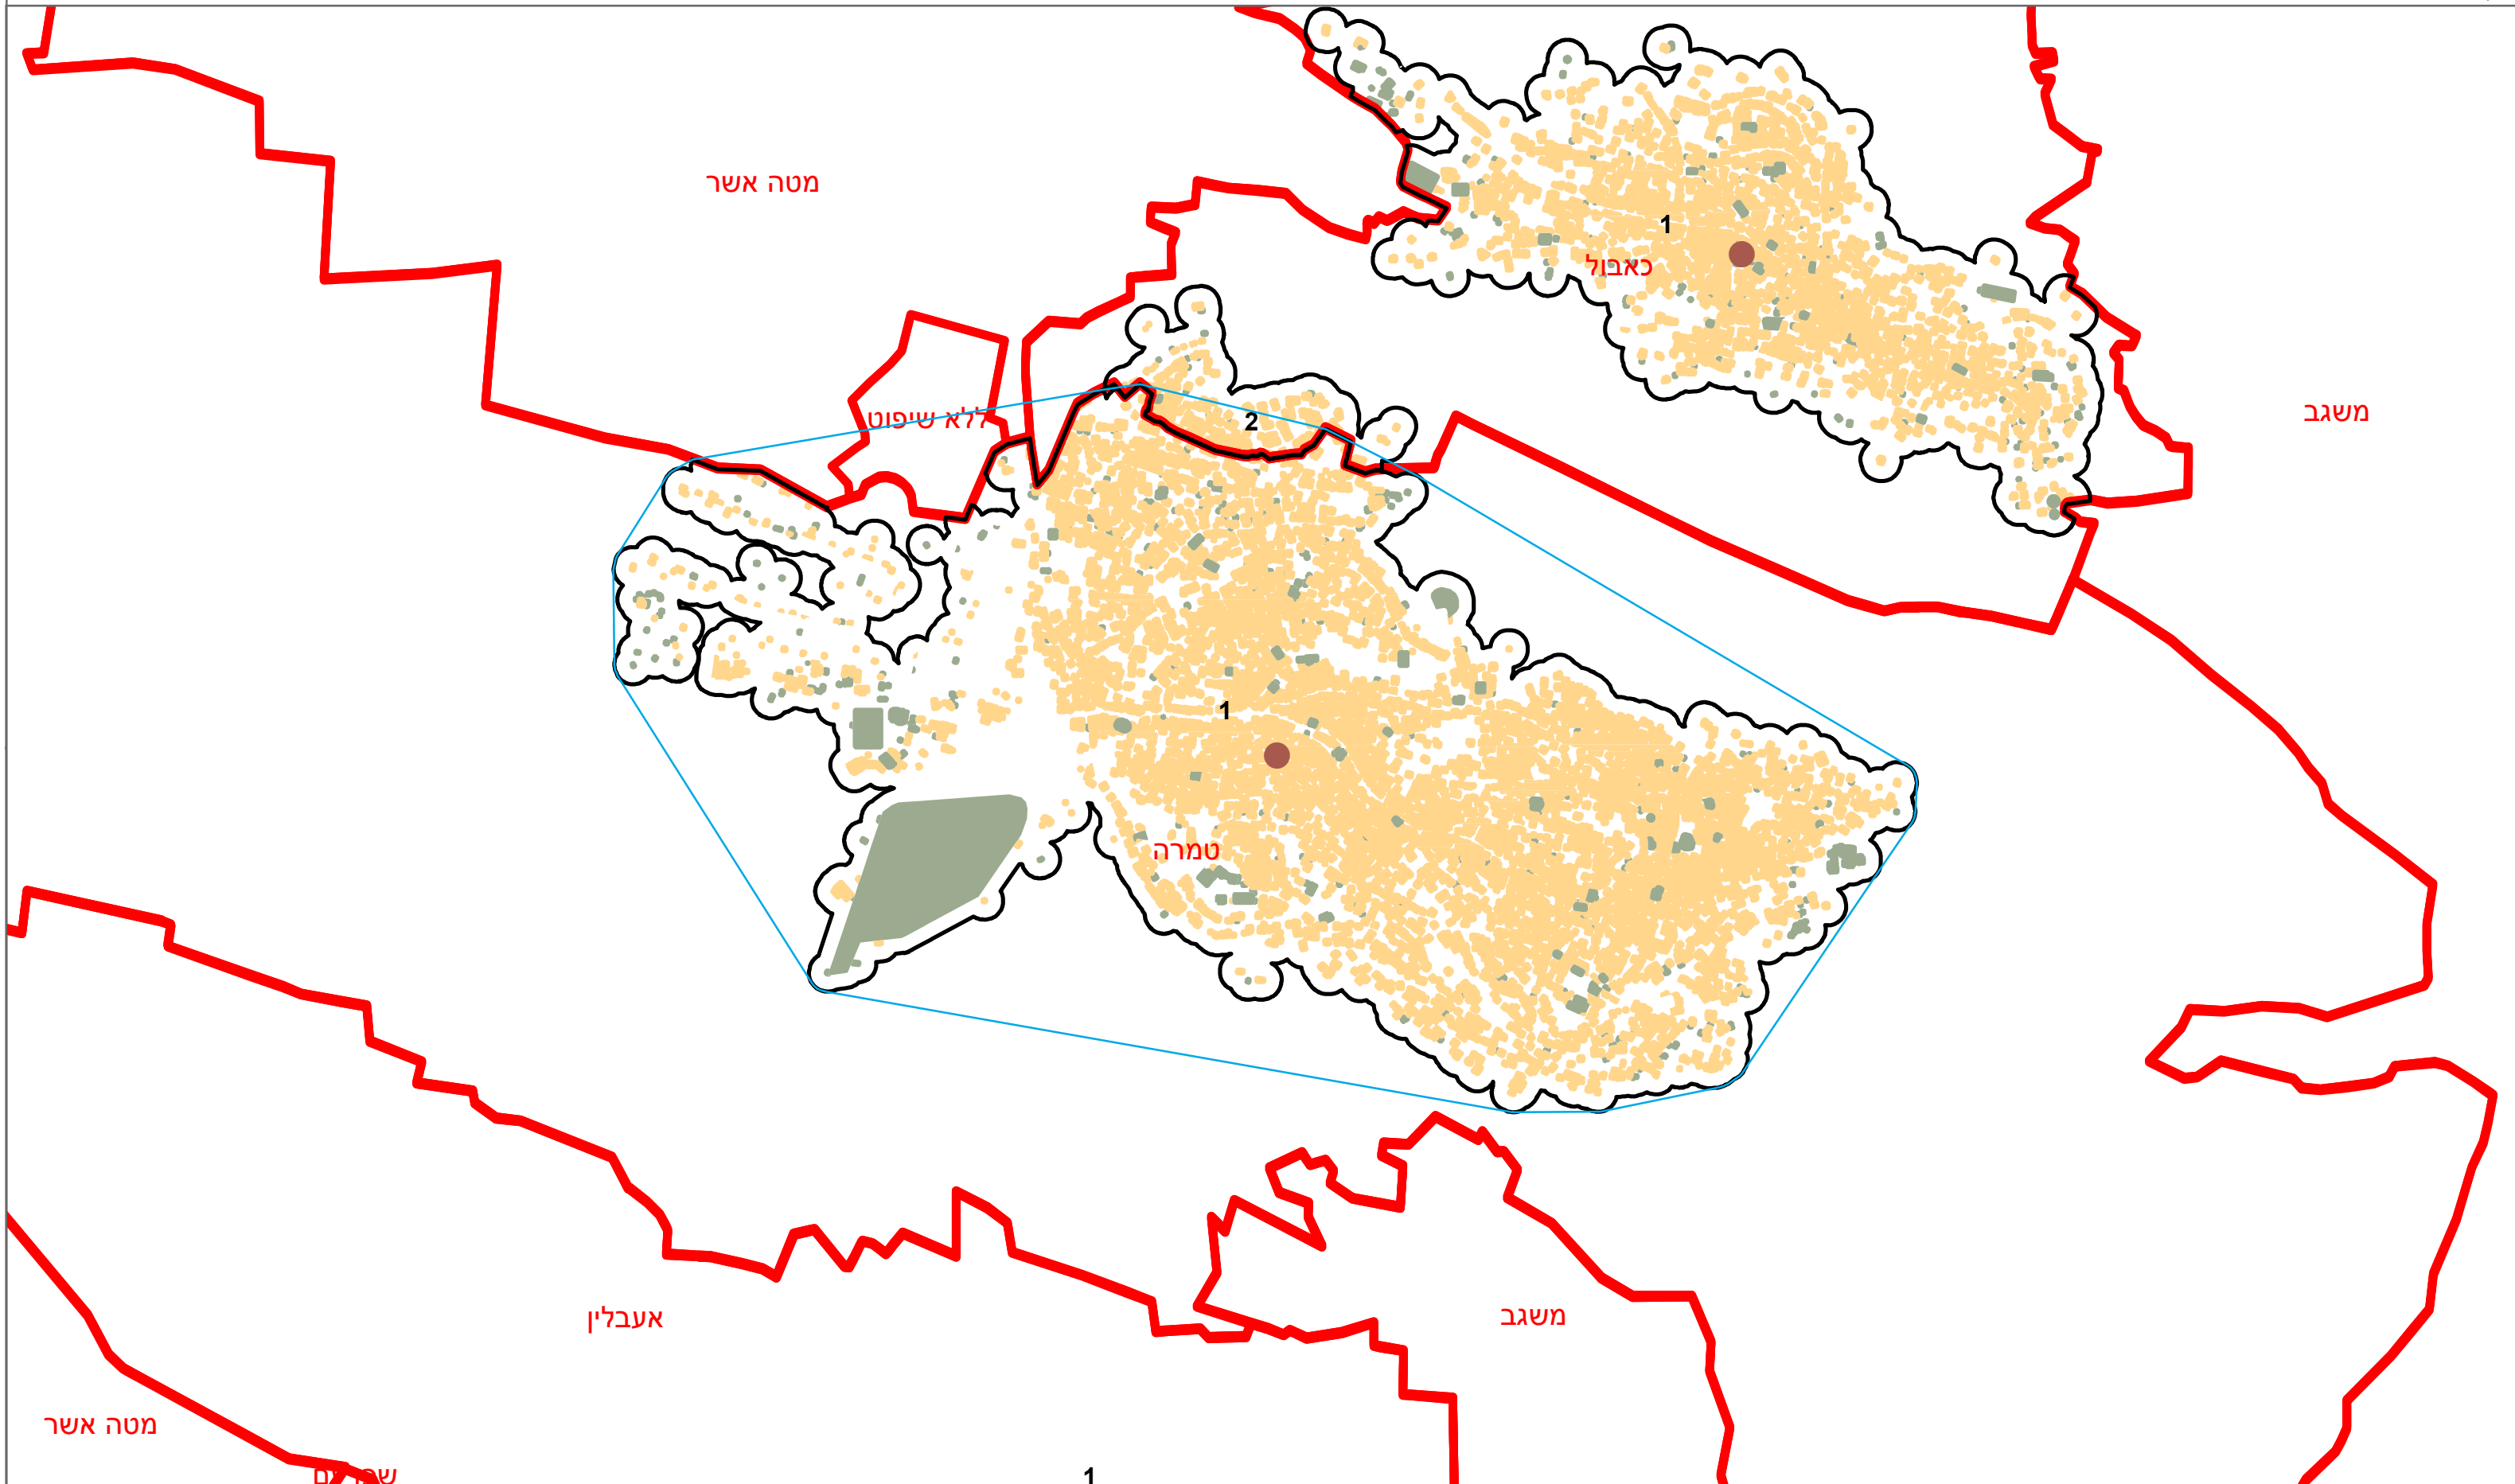 מטה אשר
1
כאבול
משגב
ללא שיפוט
2
1
טמרה
אעבלין
משגב
מטה אשר
1